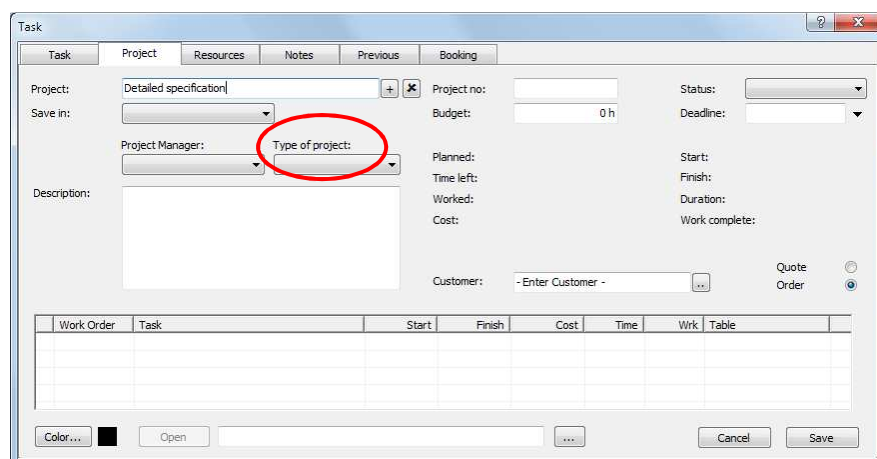 Task
Task Project Resources Notes Previous Booking
Project: Detailed specification + Project no: Status:
Save in: Budget: 0 h Deadline:
Project Manager: Type of project:
Planned: Start:
Time left: Finish:
Description: Worked: Duration:
Cost: Work complete:
Customer: - Enter Customer - .. Quote
Order
Work Order Task Start Finish Cost Time Wrk Table
Color... Open ... Cancel Save